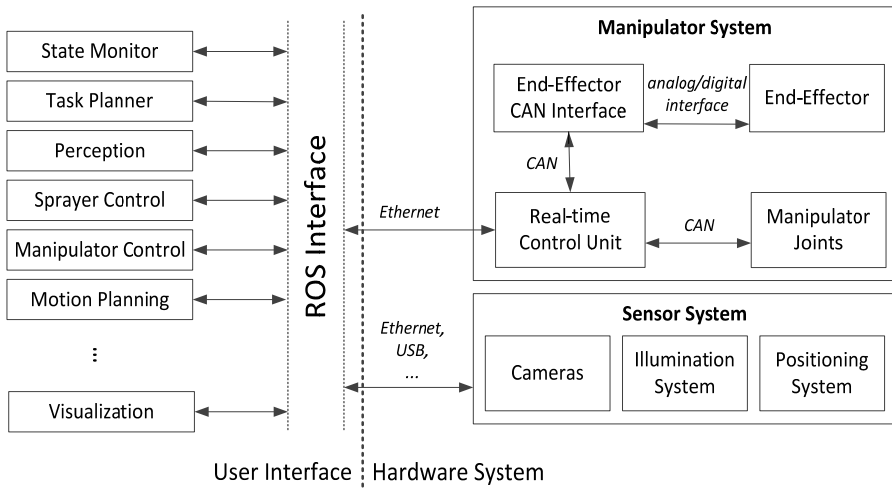 State Monitor
Task Planner
Perception
Sprayer Control
Manipulator Control
Motion Planning
...
Visualization
ROS Interface
Ethernet
Ethernet,
USB,
...
Manipulator System
End-Effector
CAN Interface
analog/digital
interface
End-Effector
CAN
Real-time
Control Unit
CAN
Manipulator
Joints
Sensor System
Cameras
Illumination
System
Positioning
System
User Interface
Hardware System